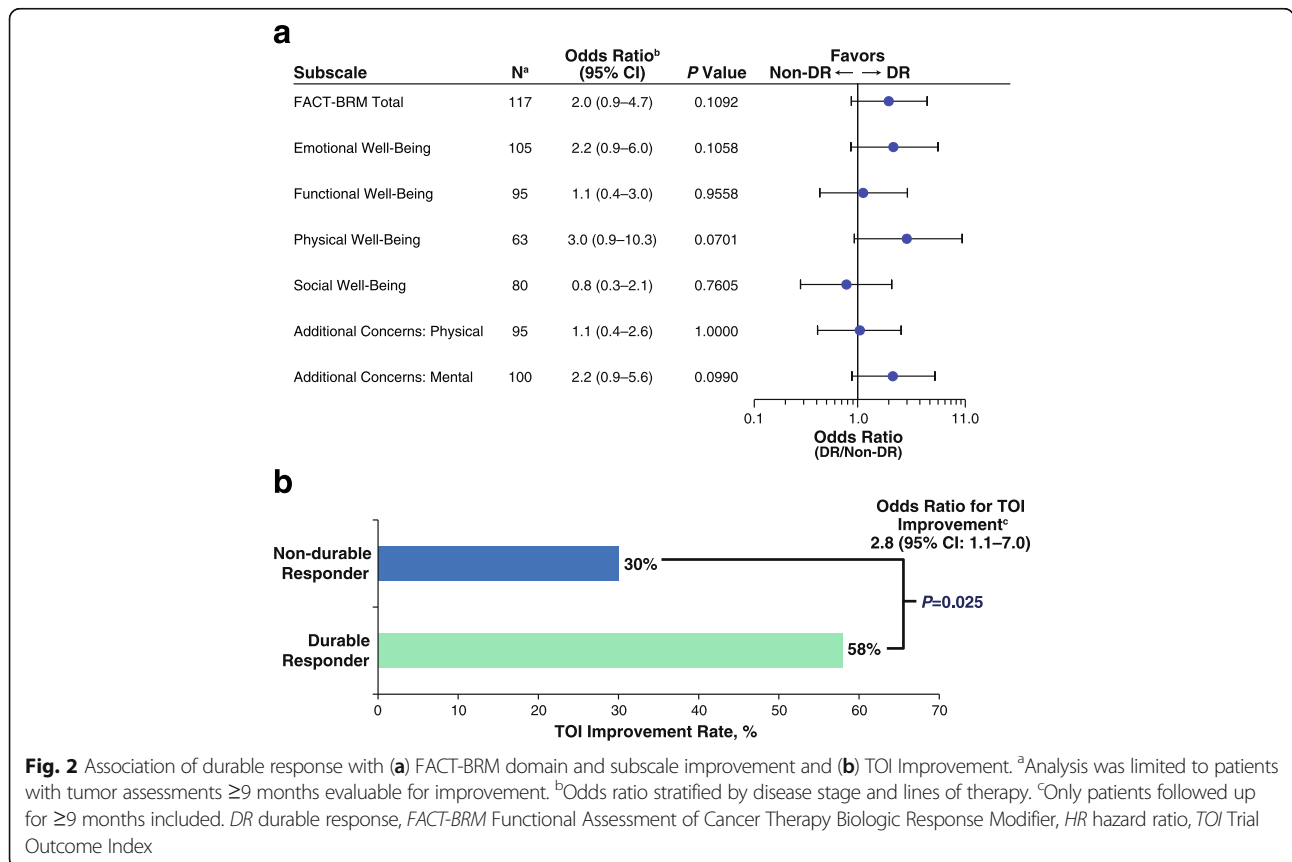 a
Odds Ratioᵇ Favors
Subscale Nᵃ (95% CI) P Value Non-DR ← → DR
FACT-BRM Total 117 2.0 (0.9–4.7) 0.1092
Emotional Well-Being 105 2.2 (0.9–6.0) 0.1058
Functional Well-Being 95 1.1 (0.4–3.0) 0.9558
Physical Well-Being 63 3.0 (0.9–10.3) 0.0701
Social Well-Being 80 0.8 (0.3–2.1) 0.7605
Additional Concerns: Physical 95 1.1 (0.4–2.6) 1.0000
Additional Concerns: Mental 100 2.2 (0.9–5.6) 0.0990
0.1 1.0 11.0
Odds Ratio
(DR/Non-DR)
b
Odds Ratio for TOI
Improvementᶜ
2.8 (95% CI: 1.1–7.0)
Non-durable
Responder
30%
P=0.025
Durable
Responder
58%
0 10 20 30 40 50 60 70
TOI Improvement Rate, %
Fig. 2 Association of durable response with (a) FACT-BRM domain and subscale improvement and (b) TOI Improvement. ᵃAnalysis was limited to patients
with tumor assessments ≥9 months evaluable for improvement. ᵇOdds ratio stratified by disease stage and lines of therapy. ᶜOnly patients followed up
for ≥9 months included. DR durable response, FACT-BRM Functional Assessment of Cancer Therapy Biologic Response Modifier, HR hazard ratio, TOI Trial
Outcome Index